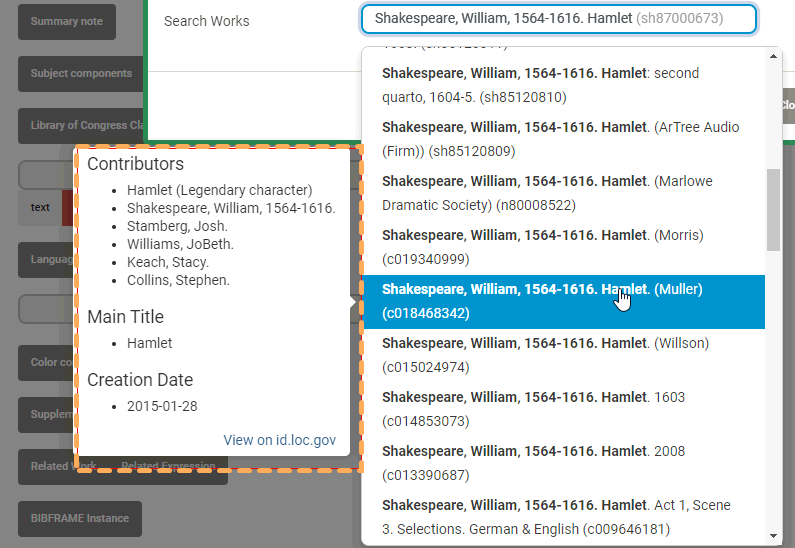 Summary note
Subject components
Library of Congress Cla
text
Languag
Color co
Supplem
Related Work
Related Expression
BIBFRAME Instance
Search Works
Shakespeare, William, 1564-1616. Hamlet (sh87000673)
Clo
Contributors
Hamlet (Legendary character)
Shakespeare, William, 1564-1616.
Stamberg, Josh.
Williams, JoBeth.
Keach, Stacy.
Collins, Stephen.
Main Title
Hamlet
Creation Date
2015-01-28
View on id.loc.gov
Shakespeare, William, 1564-1616. Hamlet: second
quarto, 1604-5. (sh85120810)
Shakespeare, William, 1564-1616. Hamlet. (ArTree Audio
(Firm)) (sh85120809)
Shakespeare, William, 1564-1616. Hamlet. (Marlowe
Dramatic Society) (n80008522)
Shakespeare, William, 1564-1616. Hamlet. (Morris)
(c019340999)
Shakespeare, William, 1564-1616. Hamlet. (Muller)
(c018468342)
Shakespeare, William, 1564-1616. Hamlet. (Willson)
(c015024974)
Shakespeare, William, 1564-1616. Hamlet. 1603
(c014853073)
Shakespeare, William, 1564-1616. Hamlet. 2008
(c013390687)
Shakespeare, William, 1564-1616. Hamlet. Act 1, Scene
3. Selections. German & English (c009646181)